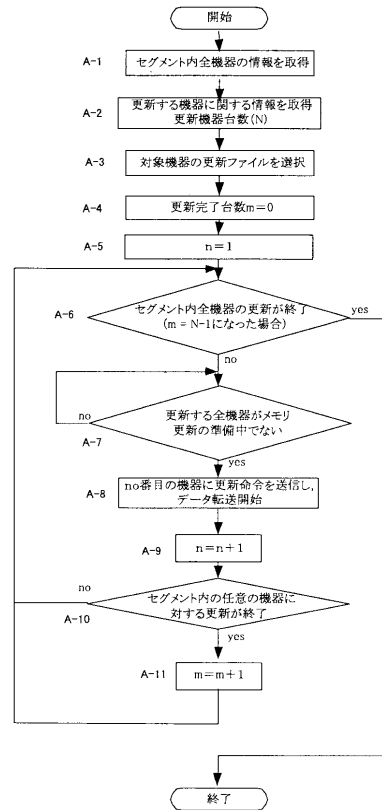 開始
A-1
セグメント内全機器の情報を取得
A-2
更新する機器に関する情報を取得
更新機器台数(N)
A-3
対象機器の更新ファイルを選択
A-4
更新完了台数m=0
A-5
n=1
A-6
セグメント内全機器の更新が終了
(m = N-1になった場合)
yes
no
no
更新する全機器がメモリ
更新の準備中でない
A-7
yes
A-8
no番目の機器に更新命令を送信し,
データ転送開始
A-9
n=n+1
no
セグメント内の任意の機器に
対する更新が終了
A-10
yes
A-11
m=m+1
終了